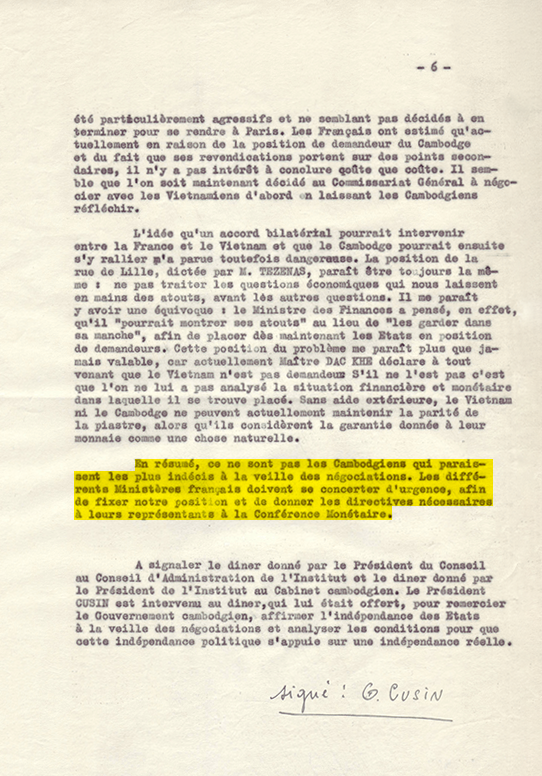 - 6 -
été particulièrement agressifs et ne semblant pas décidés à en
terminer pour se rendre à Paris. Les Français ont estimé qu'ac-
tuellement en raison de la position de demandeur du Cambodge
et du fait que ses revendications portent sur des points secon-
daires, il n'y a pas intérêt à conclure coûte que coûte. Il sem-
ble que l'on soit maintenant décidé au Commissariat Général à négo-
cier avec les Vietnamiens d'abord en laissant les Cambodgiens
réfléchir.
L'idée qu'un accord bilatérial pourrait intervenir
entre la France et le Vietnam et que le Cambodge pourrait ensuite
s'y rallier m'a parue toutefois dangereuse. La position de la
rue de Lille, dictée par M. TEZENAS, paraît être toujours la mê-
me : ne pas traiter les questions économiques qui nous laissent
en mains des atouts, avant les autres questions. Il me paraît
y avoir une équivoque : le Ministre des Finances a pensé, en effet,
qu'il "pourrait montrer ses atouts" au lieu de "les garder dans
sa manche", afin de placer dès maintenant les Etats en position
de demandeurs. Cette position du problème me paraît plus que ja-
mais valable, car actuellement Maître DAC KHE déclare à tout
venant que le Vietnam n'est pas demandeur S'il ne l'est pas c'est
que l'on ne lui a pas analysé la situation financière et monétaire
dans laquelle il se trouve placé. Sans aide extérieure, le Vietnam
ni le Cambodge ne peuvent actuellement maintenir la parité de
la piastre, alors qu'ils considèrent la garantie donnée à leur
monnaie comme une chose naturelle.
En résumé, ce ne sont pas les Cambodgiens qui parais-
sent les plus indécis à la veille des négociations. Les diffé-
rents Ministères français doivent se concerter d'urgence, afin
de fixer notre position et de donner les directives nécessaires
à leurs représentants à la Conférence Monétaire.
A signaler le diner donné par le Président du Conseil
au Conseil d'Administration de l'Institut et le diner donné par
le Président de l'Institut au Cabinet cambodgien. Le Président
CUSIN est intervenu au diner,qui lui était offert, pour remercier
le Gouvernement cambodgien, affirmer l'indépendance des Etats
à la veille des négociations et analyser les conditions pour que
cette indépendance politique s'appuie sur une indépendance réelle.
signé : G. CUSIN